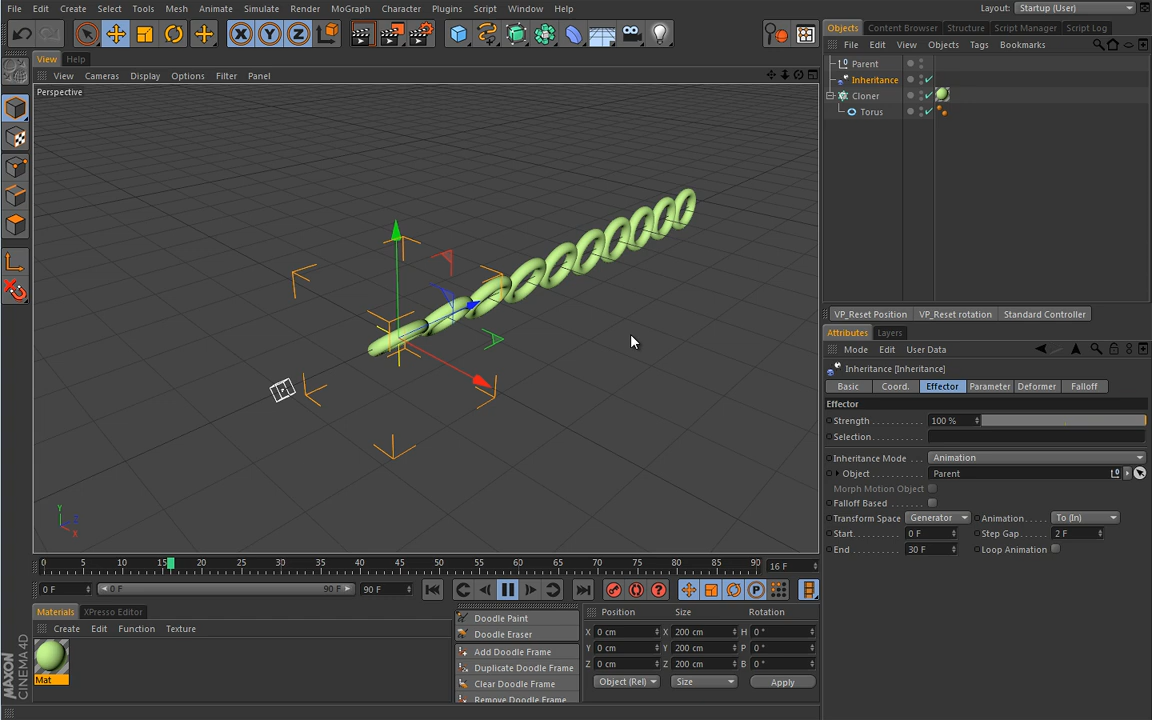 File Edit Create Select Tools Mesh Animate Simulate Render MoGraph Character Plugins Script Window Help Layout: Startup (User)
X Y Z
Objects Content Browser Structure Script Manager Script Log
View Help
File Edit View Objects Tags Bookmarks
View Cameras Display Options Filter Panel
Perspective
Parent
Inheritance
Cloner
Torus
VP_Reset Position VP_Reset rotation Standard Controller
Attributes Layers
Mode Edit User Data
Inheritance [Inheritance]
Basic Coord. Effector Parameter Deformer Falloff
Effector
Strength 100 %
Selection
Inheritance Mode Animation
Object Parent
Morph Motion Object
Falloff Based
Transform Space Generator Animation To (In)
Start 0 F Step Gap 2 F
End 30 F Loop Animation
Y Z X
0 5 10 15 20 25 30 35 40 45 50 55 60 65 70 75 80 85 90 16 F
0 F 0 F 90 F 90 F
P
Materials XPresso Editor
Create Edit Function Texture
Mat
Doodle Paint
Doodle Eraser
Add Doodle Frame
Duplicate Doodle Frame
Clear Doodle Frame
Remove Doodle Frame
Position Size Rotation
X 0 cm X 200 cm H 0 °
Y 0 cm Y 200 cm P 0 °
Z 0 cm Z 200 cm B 0 °
Object (Rel) Size Apply
MAXON
CINEMA 4D